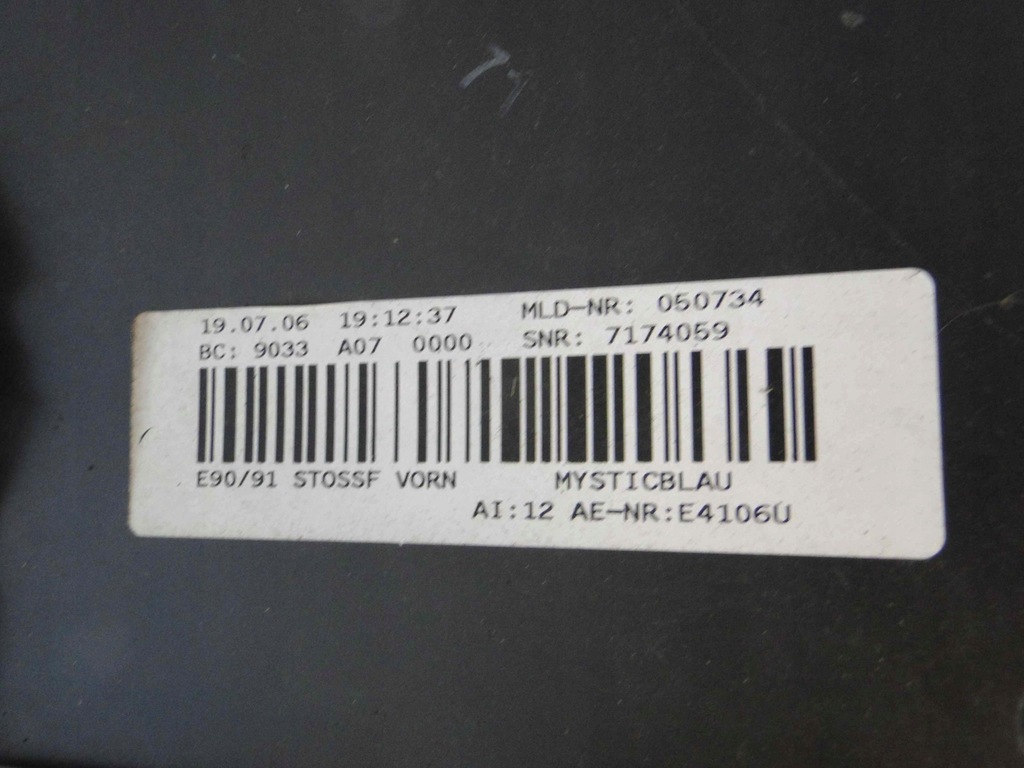 19.07.06 19:12:37 MLD-NR: 050734
BC: 9033 A07 0000 SNR: 7174059
E90/91 STOSSF VORN MYSTICBLAU
AI:12 AE-NR:E4106U